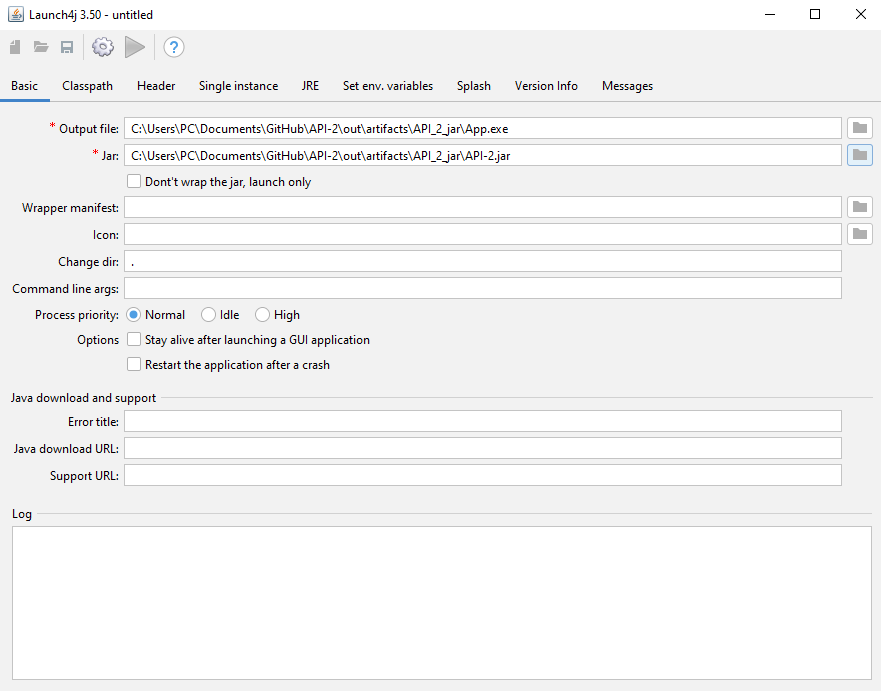 Launch4j 3.50 - untitled
Basic Classpath Header Single instance JRE Set env. variables Splash Version Info Messages
* Output file: C:\Users\PC\Documents\GitHub\API-2\out\artifacts\API_2_jar\App.exe
* Jar: C:\Users\PC\Documents\GitHub\API-2\out\artifacts\API_2_jar\API-2.jar
Dont't wrap the jar, launch only
Wrapper manifest:
Icon:
Change dir: .
Command line args:
Process priority: Normal Idle High
Options Stay alive after launching a GUI application
Restart the application after a crash
Java download and support
Error title:
Java download URL:
Support URL:
Log